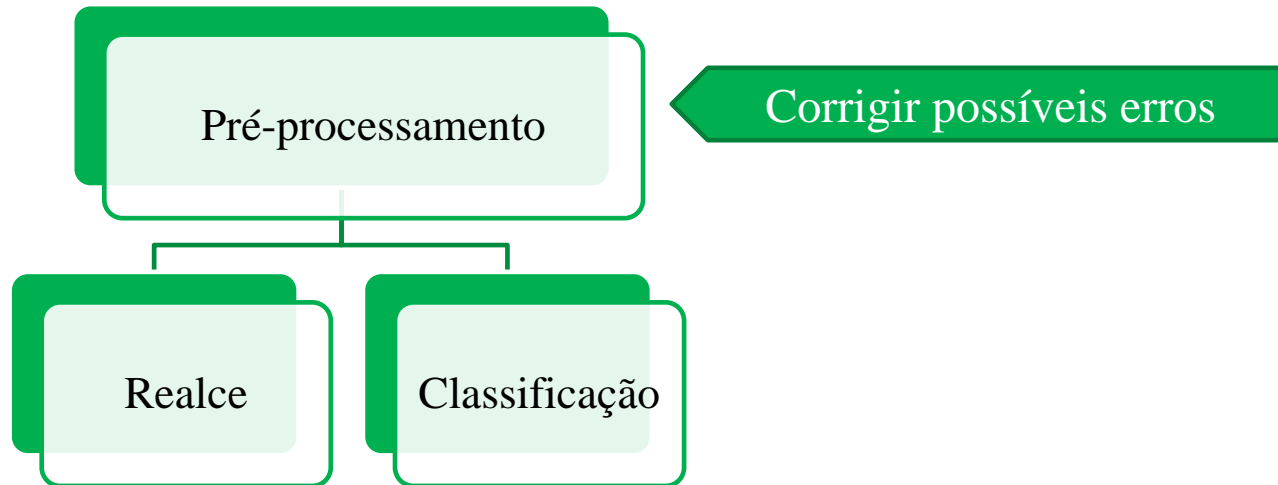 Pré-processamento
Corrigir possíveis erros
Realce
Classificação